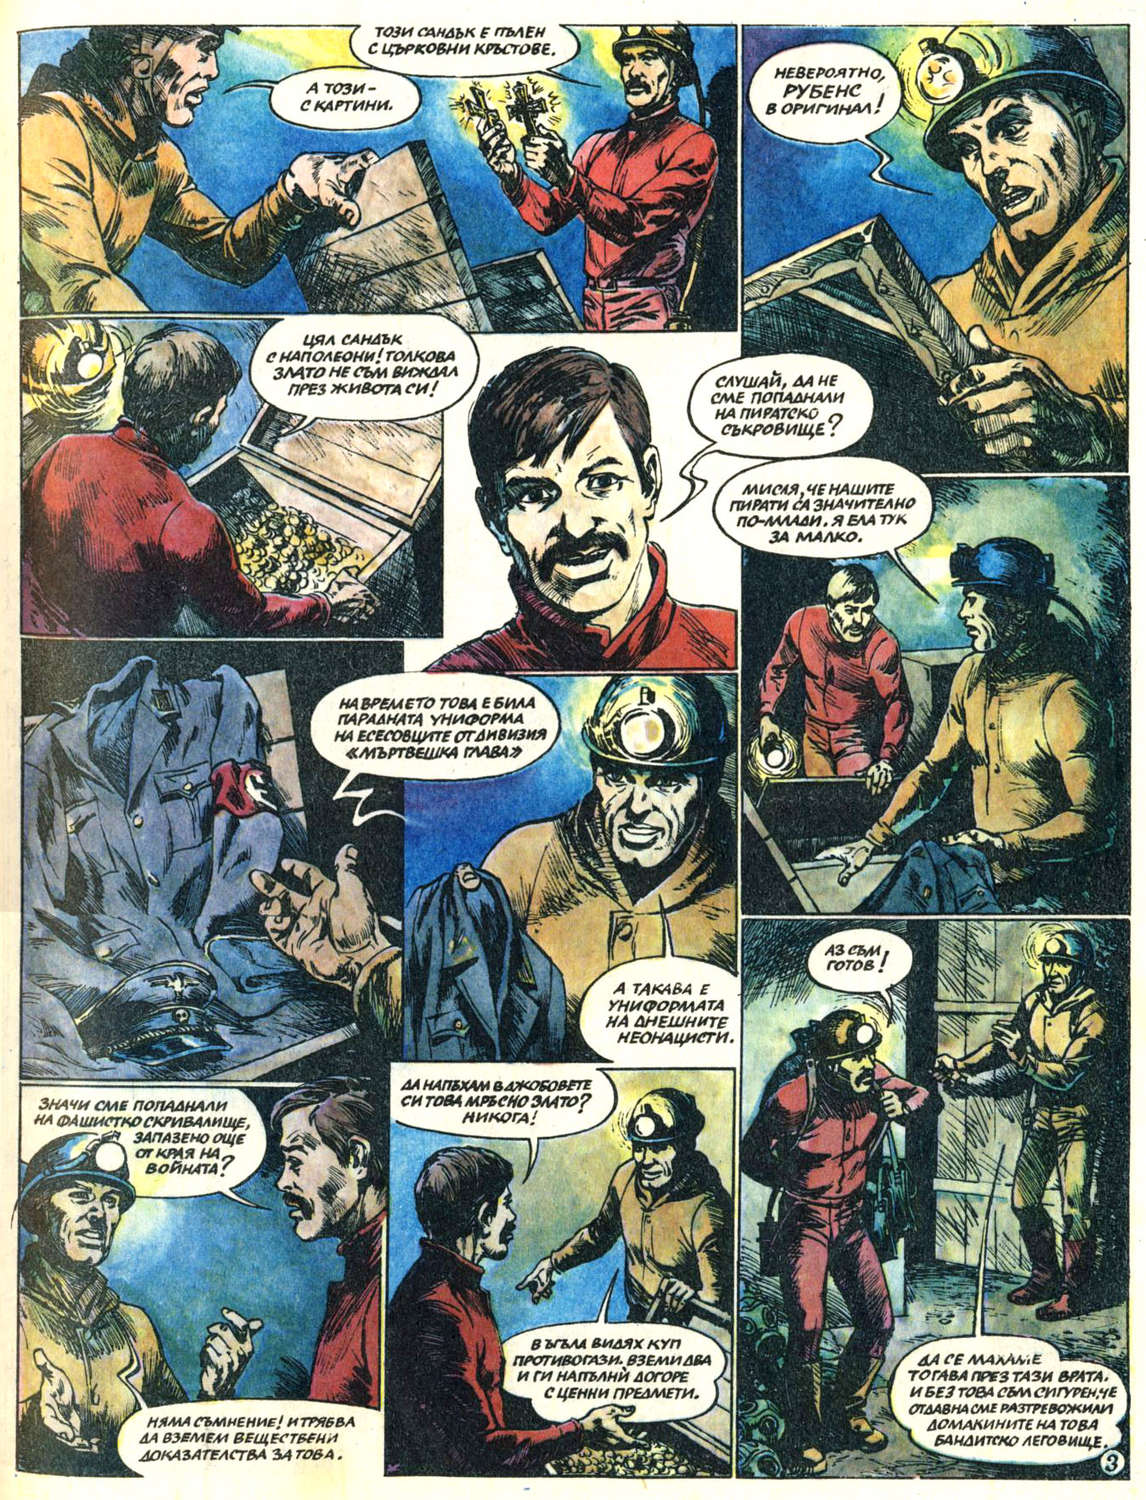 ТОЗИ САНДЪК Е ПЪЛЕН
С ЦЪРКОВНИ КРЪСТОВЕ.
А ТОЗИ –
С КАРТИНИ.
НЕВЕРОЯТНО,
РУБЕНС
В ОРИГИНАЛ!
ЦЯЛ САНДЪК
С НАПОЛЕОНИ! ТОЛКОВА
ЗЛАТО НЕ СЪМ ВИЖДАЛ
ПРЕЗ ЖИВОТА СИ!
СЛУШАЙ, ДА НЕ
СМЕ ПОПАДНАЛИ
НА ПИРАТСКО
СЪКРОВИЩЕ?
МИСЛЯ, ЧЕ НАШИТЕ
ПИРАТИ СА ЗНАЧИТЕЛНО
ПО-МЛАДИ. Я ЕЛА ТУК
ЗА МАЛКО.
НАВРЕМЕТО ТОВА Е БИЛА
ПАРАДНАТА УНИФОРМА
НА ЕСЕСОВЦИТЕ ОТ ДИВИЗИЯ
«МЪРТВЕШКА ГЛАВА»
А ТАКАВА Е
УНИФОРМАТА
НА ДНЕШНИТЕ
НЕОНАЦИСТИ.
ЗНАЧИ СМЕ ПОПАДНАЛИ
НА ФАШИСТКО СКРИВАЛИЩЕ,
ЗАПАЗЕНО ОЩЕ
ОТ КРАЯ НА
ВОЙНАТА?
НЯМА СЪМНЕНИЕ! И ТРЯБВА
ДА ВЗЕМЕМ ВЕЩЕСТВЕНИ
ДОКАЗАТЕЛСТВА ЗА ТОВА.
ДА НАПЪХАМ В ДЖОБОВЕТЕ
СИ ТОВА МРЪСНО ЗЛАТО?
НИКОГА!
В ЪГЪЛА ВИДЯХ КУП
ПРОТИВОГАЗИ. ВЗЕМИ ДВА
И ГИ НАПЪЛНИ ДОГОРЕ
С ЦЕННИ ПРЕДМЕТИ.
АЗ СЪМ
ГОТОВ!
ДА СЕ МАХАМЕ
ТОГАВА ПРЕЗ ТАЗИ ВРАТА.
И БЕЗ ТОВА СЪМ СИГУРЕН, ЧЕ
ОТДАВНА СМЕ РАЗТРЕВОЖИЛИ
ДОМАКИНИТЕ НА ТОВА
БАНДИТСКО ЛЕГОВИЩЕ.
3